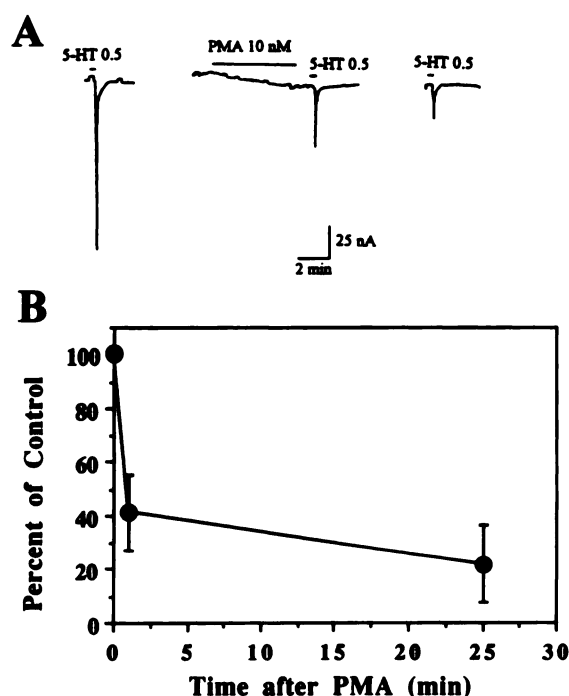 A
PMA 10 nM
5-HT 0.5
5-HT 0.5
5-HT 0.5
25 nA
2 min
B
100
80
60
40
20
0
Percent of Control
0 5 10 15 20 25 30
Time after PMA (min)